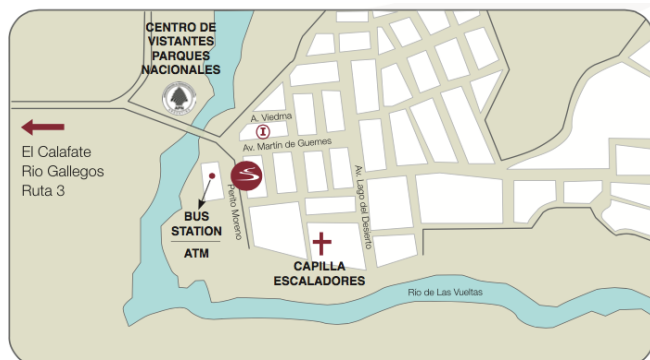 CENTRO DE
VISTANTES
PARQUES
NACIONALES
A. Viedma
I
Av. Martín de Guemes
El Calafate
Rio Gallegos
Ruta 3
Perito Moreno
Av. Lago del Desierto
BUS
STATION
ATM
CAPILLA
ESCALADORES
Rio de Las Vueltas